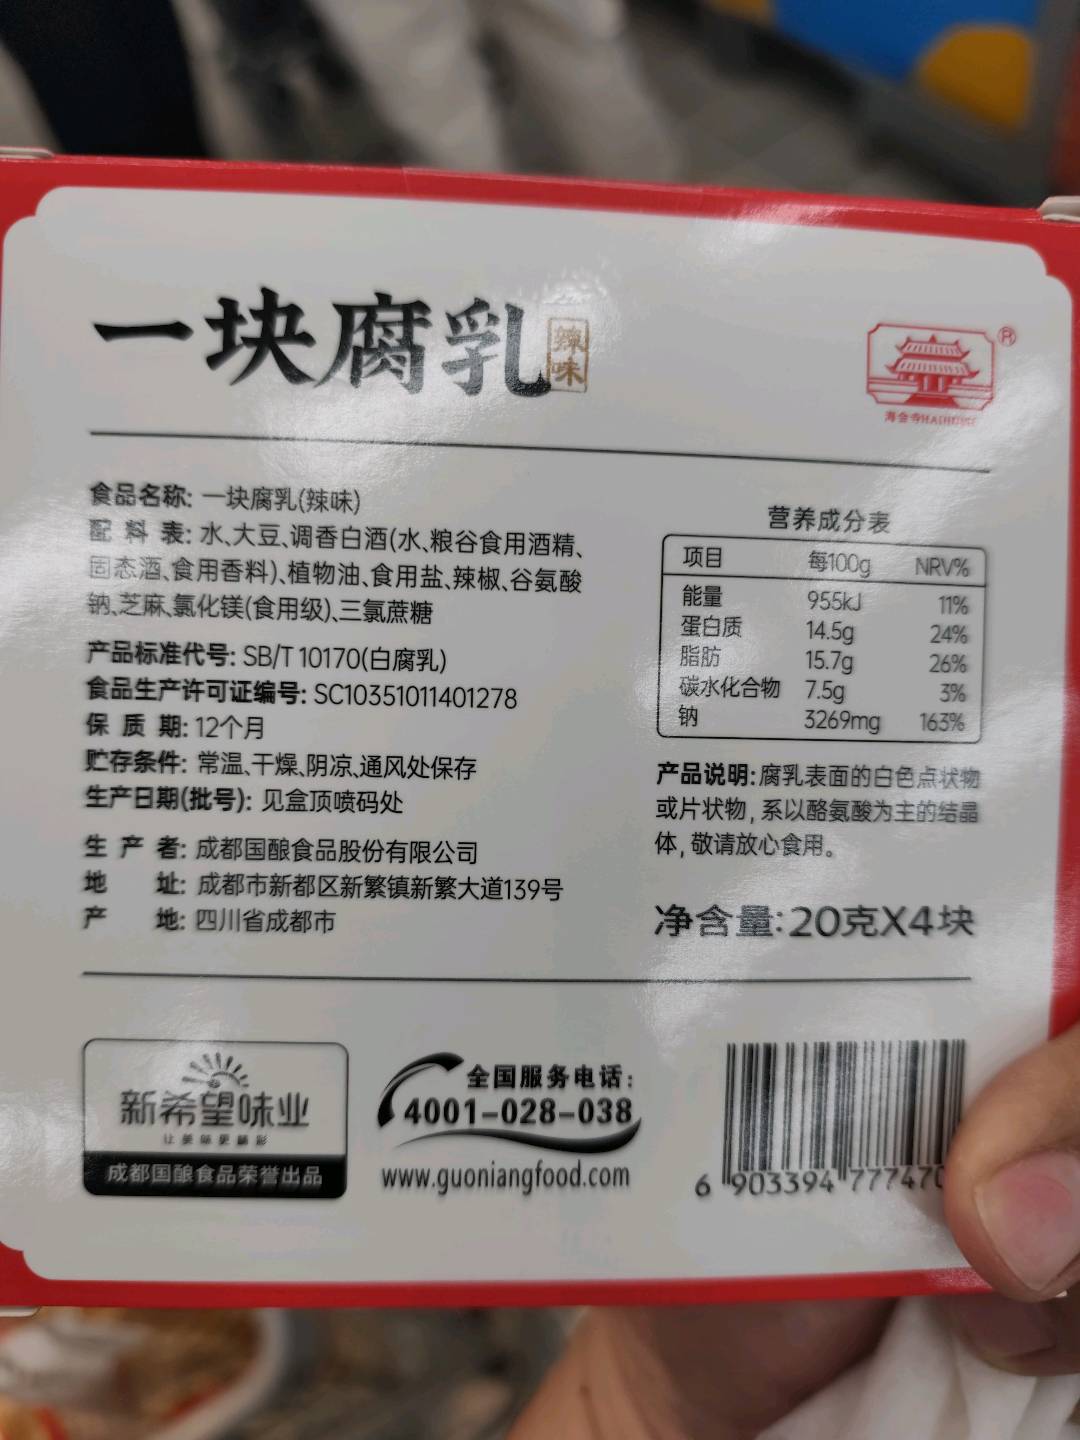 一块腐乳 辣味
海会寺
食品名称: 一块腐乳(辣味)
配料表: 水、大豆、调香白酒(水、粮谷食用酒精、
固态酒、食用香料)、植物油、食用盐、辣椒、谷氨酸
钠、芝麻、氯化镁(食用级)、三氯蔗糖
产品标准代号: SB/T 10170(白腐乳)
食品生产许可证编号: SC10351011401278
保质期: 12个月
贮存条件: 常温、干燥、阴凉、通风处保存
生产日期(批号): 见盒顶喷码处
生产者: 成都国酿食品股份有限公司
地址: 成都市新都区新繁镇新繁大道139号
产地: 四川省成都市
营养成分表
项目 每100g NRV%
能量 955kJ 11%
蛋白质 14.5g 24%
脂肪 15.7g 26%
碳水化合物 7.5g 3%
钠 3269mg 163%
产品说明: 腐乳表面的白色点状物
或片状物, 系以酪氨酸为主的结晶
体, 敬请放心食用。
净含量: 20克X4块
新希望味业
让美味更精彩
成都国酿食品荣誉出品
全国服务电话:
4001-028-038
www.guoniangfood.com
6 903394 777470